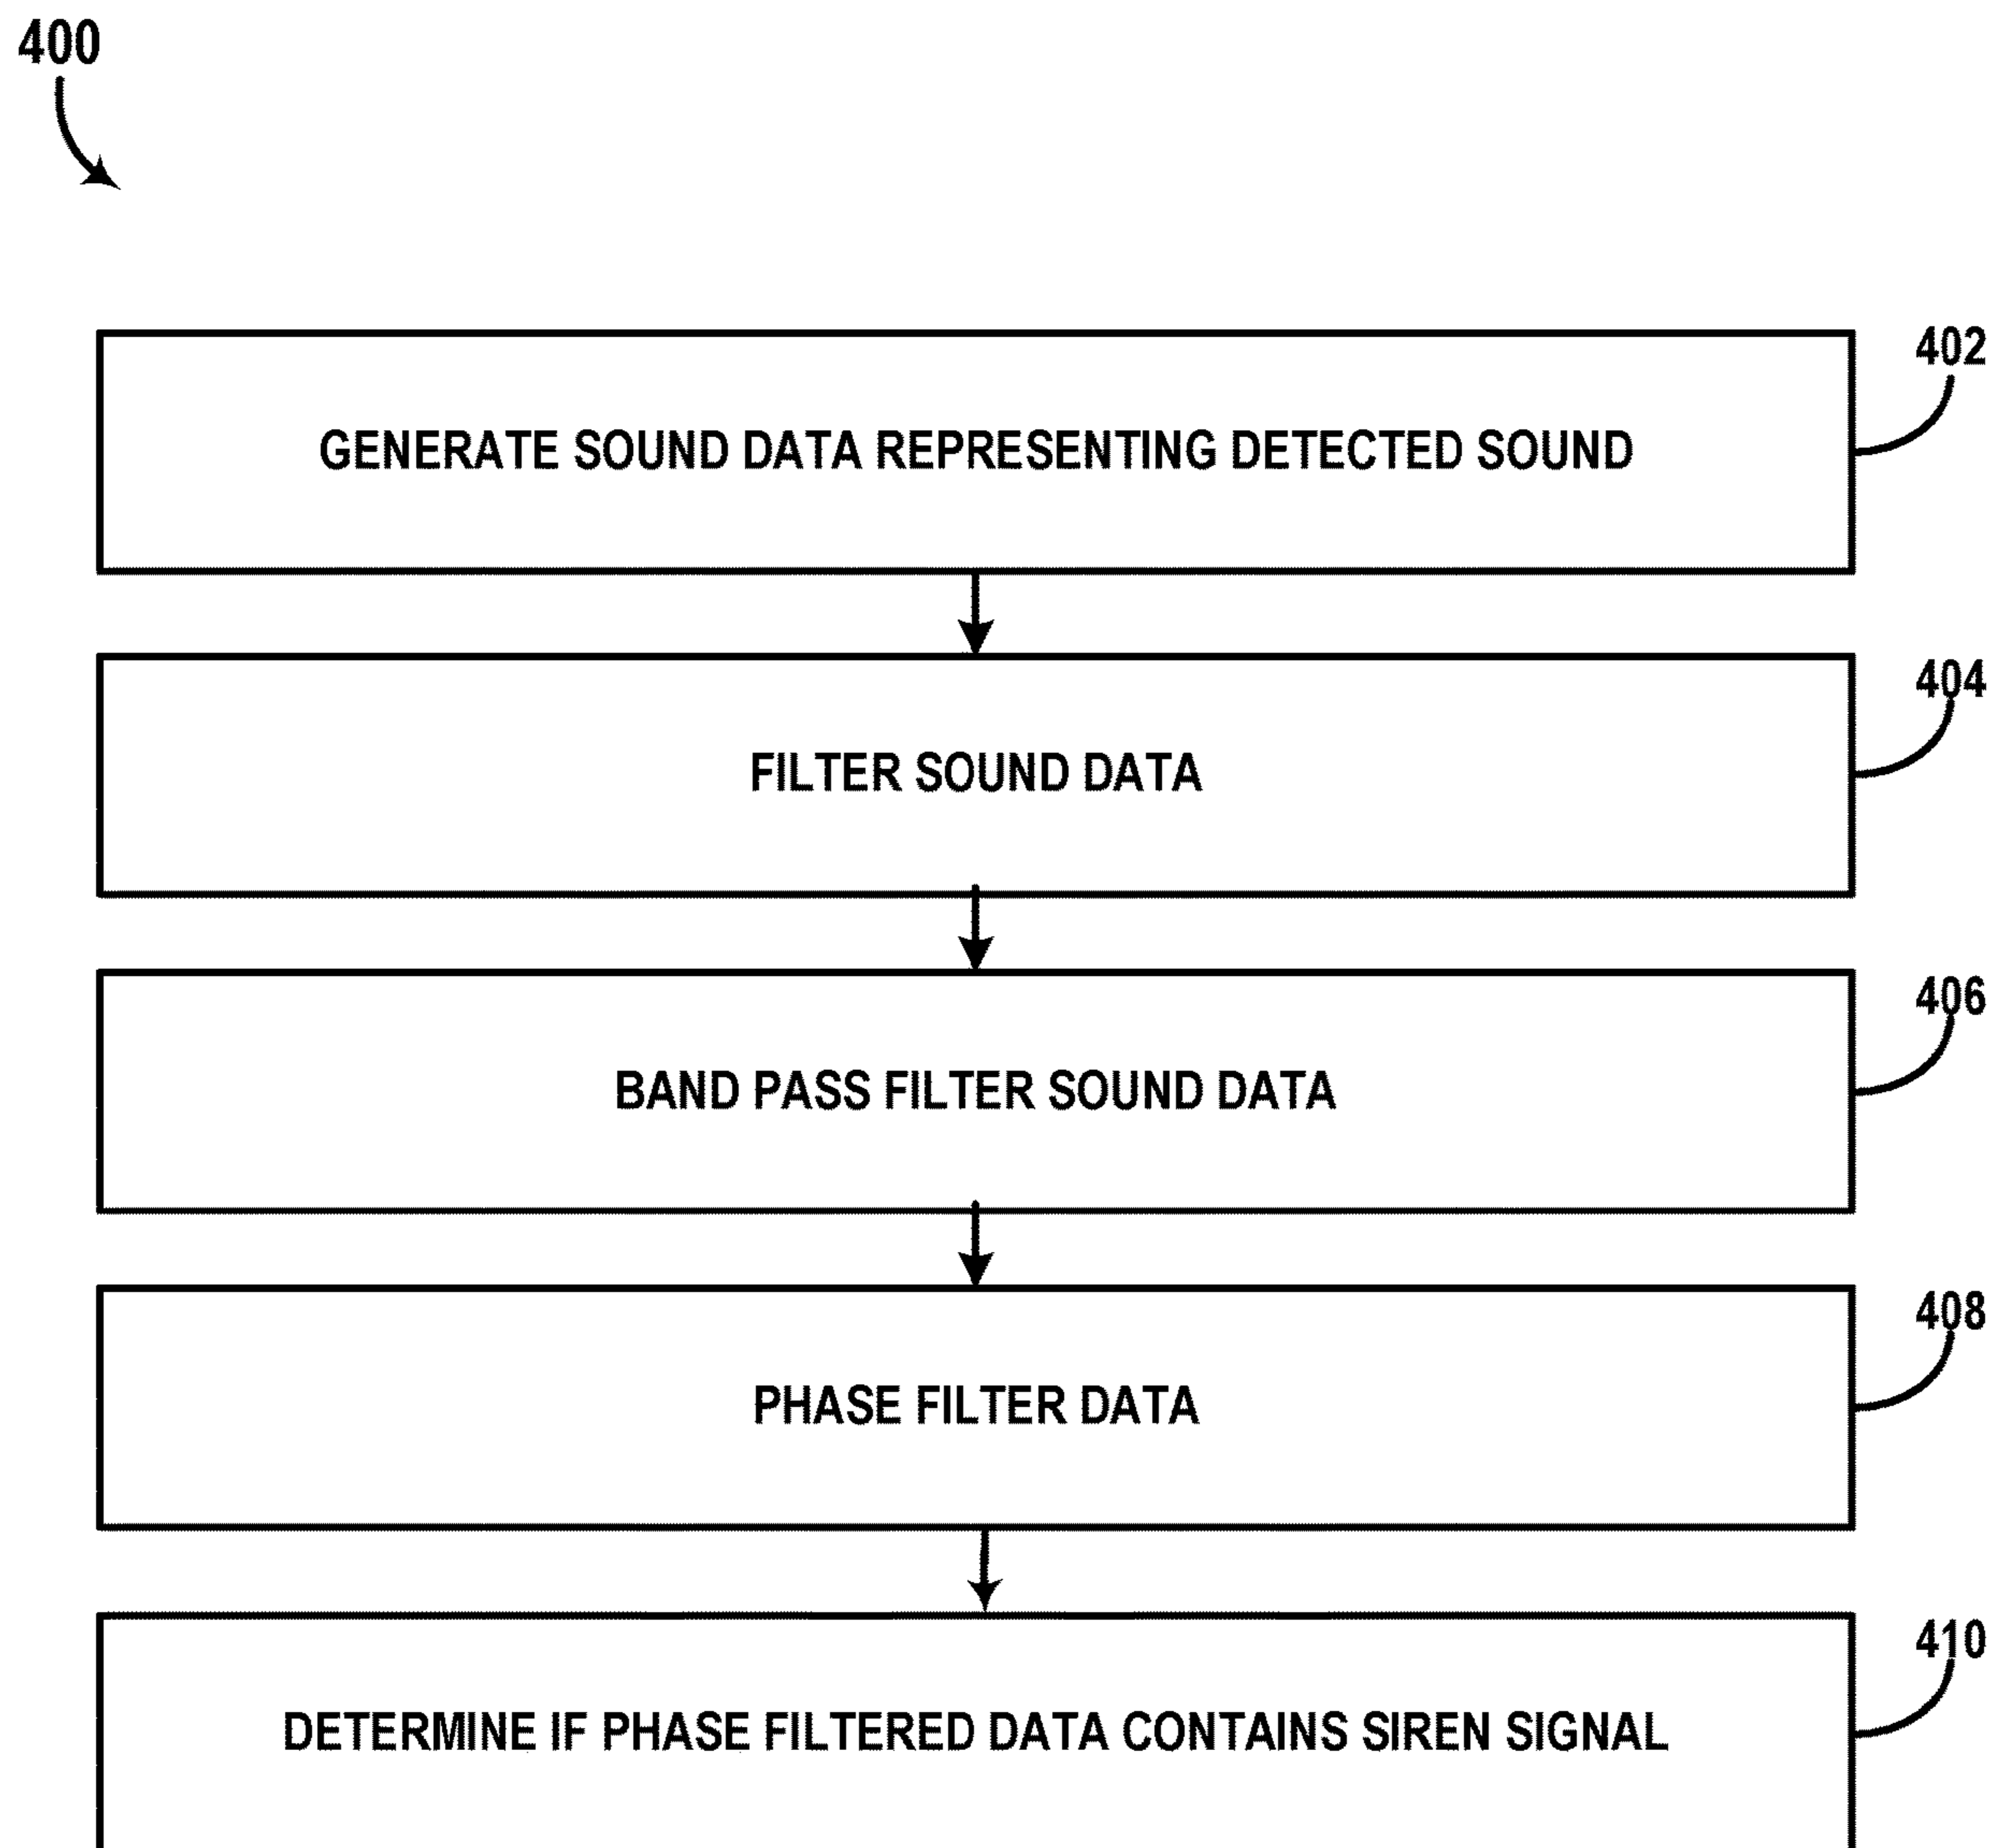 400
402
GENERATE SOUND DATA REPRESENTING DETECTED SOUND
404
FILTER SOUND DATA
406
BAND PASS FILTER SOUND DATA
408
PHASE FILTER DATA
410
DETERMINE IF PHASE FILTERED DATA CONTAINS SIREN SIGNAL